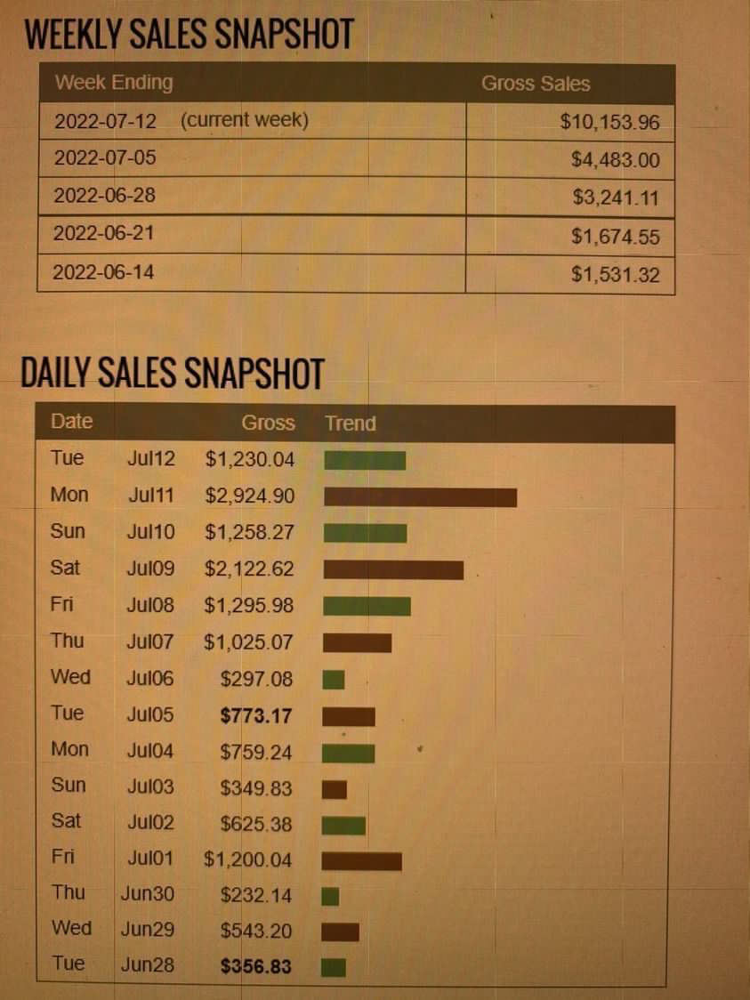 WEEKLY SALES SNAPSHOT
Week Ending Gross Sales
2022-07-12 (current week) $10,153.96
2022-07-05 $4,483.00
2022-06-28 $3,241.11
2022-06-21 $1,674.55
2022-06-14 $1,531.32
DAILY SALES SNAPSHOT
Date Gross Trend
Tue Jul12 $1,230.04
Mon Jul11 $2,924.90
Sun Jul10 $1,258.27
Sat Jul09 $2,122.62
Fri Jul08 $1,295.98
Thu Jul07 $1,025.07
Wed Jul06 $297.08
Tue Jul05 $773.17
Mon Jul04 $759.24
Sun Jul03 $349.83
Sat Jul02 $625.38
Fri Jul01 $1,200.04
Thu Jun30 $232.14
Wed Jun29 $543.20
Tue Jun28 $356.83